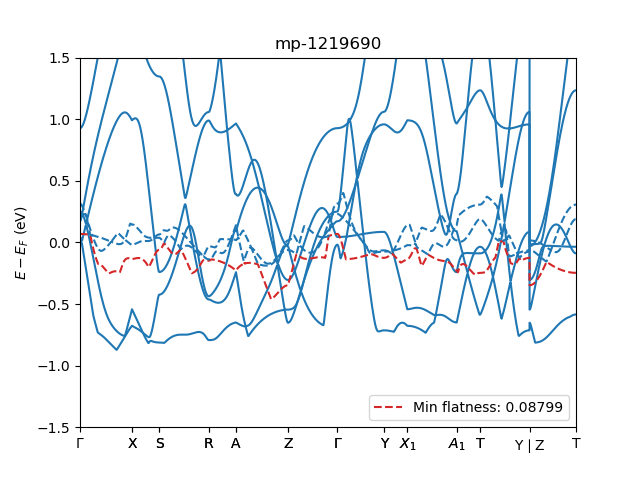 mp-1219690
1.5
1.0
0.5
0.0
−0.5
−1.0
−1.5
E − E_F (eV)
Min flatness: 0.08799
Γ X S R A Z Γ Y X₁ A₁ T Y | Z T